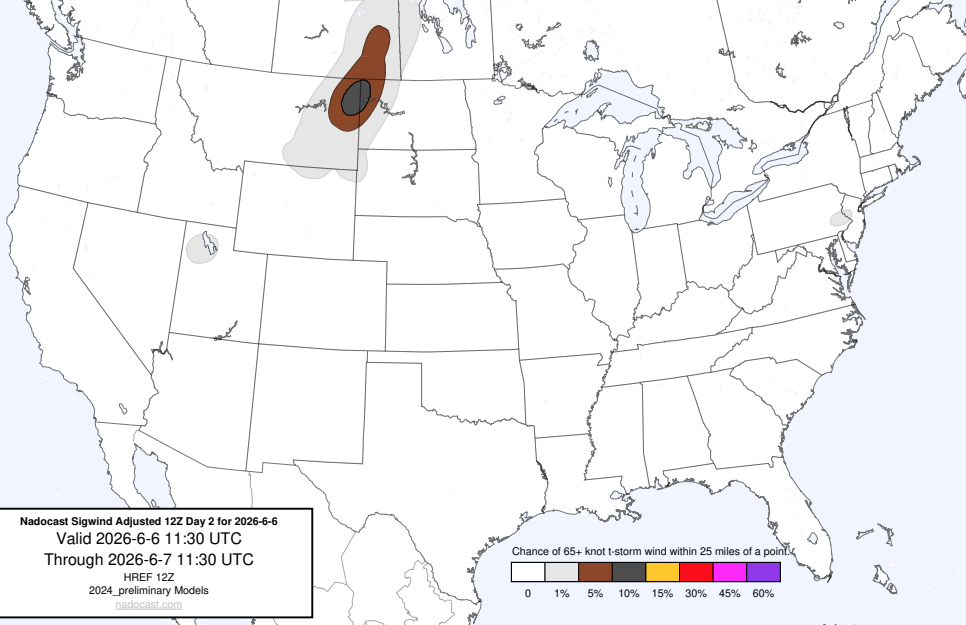 Nadocast Sigwind Adjusted 12Z Day 2 for 2026-6-6
Valid 2026-6-6 11:30 UTC
Through 2026-6-7 11:30 UTC
HREF 12Z
2024_preliminary Models
nadocast.com
Chance of 65+ knot t-storm wind within 25 miles of a point.
0 1% 5% 10% 15% 30% 45% 60%